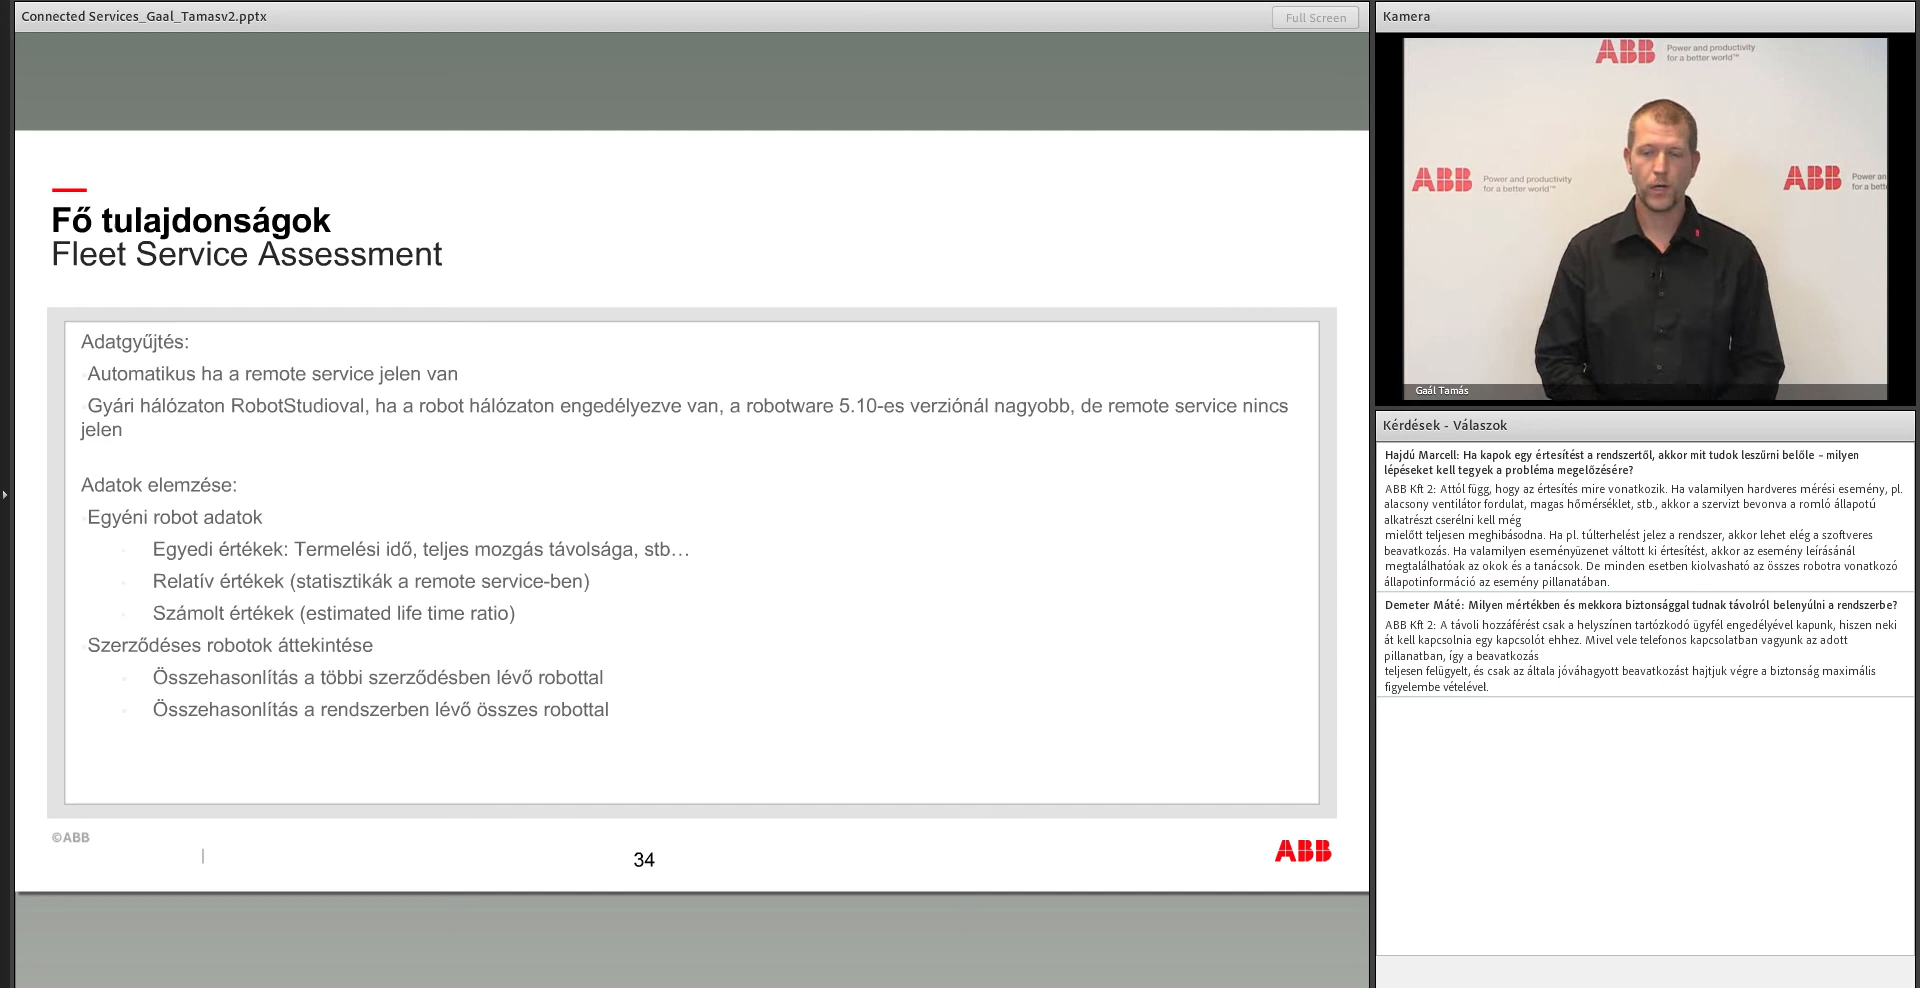 Connected Services_Gaal_Tamasv2.pptx
Full Screen
Fő tulajdonságok
Fleet Service Assessment
Adatgyűjtés:
Automatikus ha a remote service jelen van
Gyári hálózaton RobotStudioval, ha a robot hálózaton engedélyezve van, a robotware 5.10-es verziónál nagyobb, de remote service nincs
jelen
Adatok elemzése:
Egyéni robot adatok
Egyedi értékek: Termelési idő, teljes mozgás távolsága, stb…
Relatív értékek (statisztikák a remote service-ben)
Számolt értékek (estimated life time ratio)
Szerződéses robotok áttekintése
Összehasonlítás a többi szerződésben lévő robottal
Összehasonlítás a rendszerben lévő összes robottal
©ABB
34
ABB
Kamera
ABB Power and productivity
for a better world™
ABB Power and productivity
for a better world™
ABB Power an
for a bett
Gaál Tamás
Kérdések - Válaszok
Hajdú Marcell: Ha kapok egy értesítést a rendszertől, akkor mit tudok leszűrni belőle – milyen
lépéseket kell tegyek a probléma megelőzésére?
ABB Kft 2: Attól függ, hogy az értesítés mire vonatkozik. Ha valamilyen hardveres mérési esemény, pl.
alacsony ventilátor fordulat, magas hőmérséklet, stb., akkor a szervizt bevonva a romló állapotú
alkatrészt cserélni kell még
mielőtt teljesen meghibásodna. Ha pl. túlterhelést jelez a rendszer, akkor lehet elég a szoftveres
beavatkozás. Ha valamilyen eseményüzenet váltott ki értesítést, akkor az esemény leírásánál
megtalálhatóak az okok és a tanácsok. De minden esetben kiolvasható az összes robotra vonatkozó
állapotinformáció az esemény pillanatában.
Demeter Máté: Milyen mértékben és mekkora biztonsággal tudnak távolról belenyúlni a rendszerbe?
ABB Kft 2: A távoli hozzáférést csak a helyszínen tartózkodó ügyfél engedélyével kapunk, hiszen neki
át kell kapcsolnia egy kapcsolót ehhez. Mivel vele telefonos kapcsolatban vagyunk az adott
pillanatban, így a beavatkozás
teljesen felügyelt, és csak az általa jóváhagyott beavatkozást hajtjuk végre a biztonság maximális
figyelembe vételével.